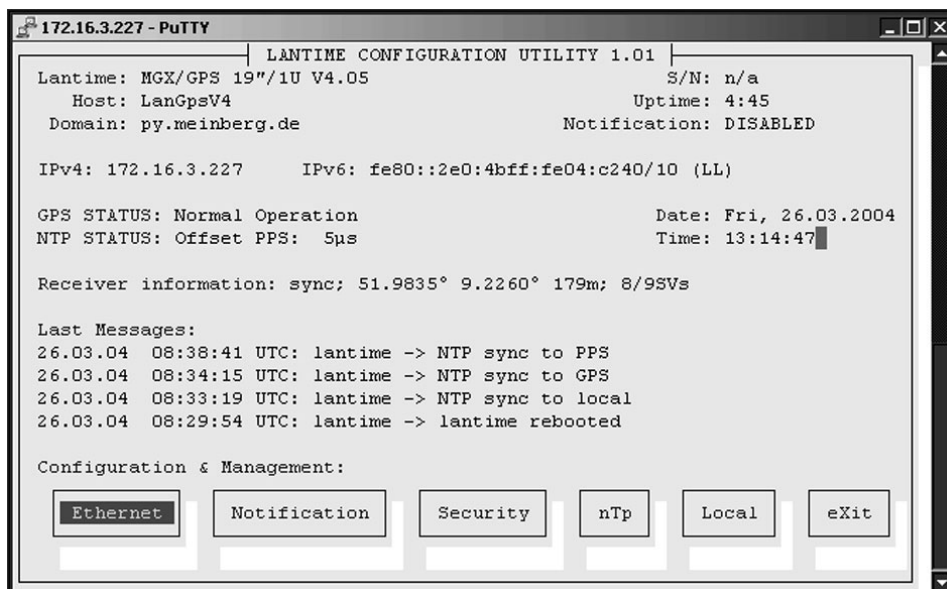 172.16.3.227 - PuTTY
LANTIME CONFIGURATION UTILITY 1.01
Lantime: MGX/GPS 19"/1U V4.05 S/N: n/a
Host: LanGpsV4 Uptime: 4:45
Domain: py.meinberg.de Notification: DISABLED
IPv4: 172.16.3.227 IPv6: fe80::2e0:4bff:fe04:c240/10 (LL)
GPS STATUS: Normal Operation Date: Fri, 26.03.2004
NTP STATUS: Offset PPS: 5µs Time: 13:14:47
Receiver information: sync; 51.9835° 9.2260° 179m; 8/9SVs
Last Messages:
26.03.04 08:38:41 UTC: lantime -> NTP sync to PPS
26.03.04 08:34:15 UTC: lantime -> NTP sync to GPS
26.03.04 08:33:19 UTC: lantime -> NTP sync to local
26.03.04 08:29:54 UTC: lantime -> lantime rebooted
Configuration & Management:
Ethernet Notification Security nTp Local eXit